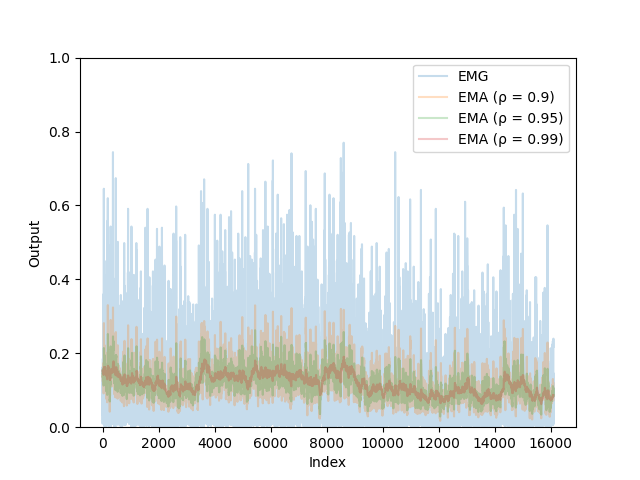 1.0
0.8
0.6
0.4
0.2
0.0
Output
0 2000 4000 6000 8000 10000 12000 14000 16000
Index
EMG
EMA (ρ = 0.9)
EMA (ρ = 0.95)
EMA (ρ = 0.99)